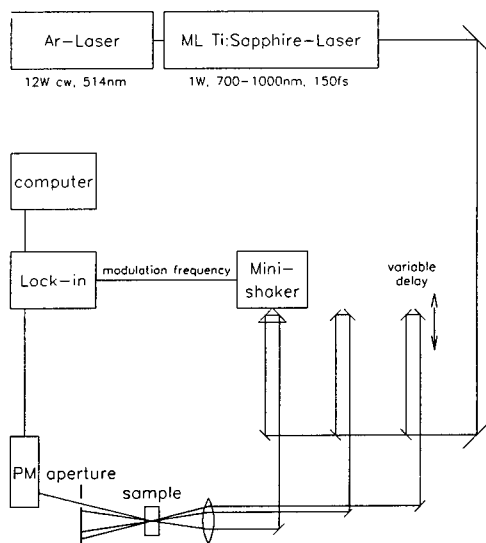 Ar-Laser
ML Ti:Sapphire-Laser
12W cw, 514nm
1W, 700-1000nm, 150fs
computer
Lock-in
modulation frequency
Mini-
shaker
variable
delay
PM
aperture
sample